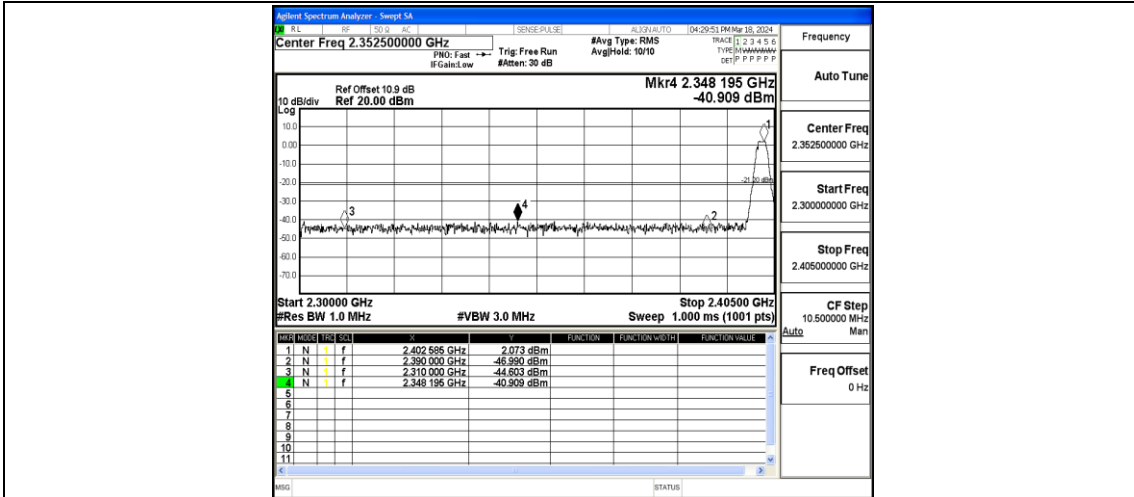 Agilent Spectrum Analyzer - Swept SA
RL RF 50 Ω AC SENSE:PULSE ALIGN AUTO 04:29:51 PM Mar 18, 2024
Center Freq 2.352500000 GHz
PNO: Fast
IFGain:Low
Trig: Free Run
#Atten: 30 dB
#Avg Type: RMS
Avg|Hold: 10/10
TRACE 1 2 3 4 5 6
TYPE M
DET P P P P P P
Frequency
Auto Tune
Center Freq
2.352500000 GHz
Start Freq
2.300000000 GHz
Stop Freq
2.405000000 GHz
CF Step
10.500000 MHz
Auto Man
Freq Offset
0 Hz
Mkr4 2.348 195 GHz
-40.909 dBm
Ref Offset 10.9 dB
10 dB/div Ref 20.00 dBm
Log
10.0
0.00
-10.0
-20.0
-30.0
-40.0
-50.0
-60.0
-70.0
1
-21.20 dBm
3
4
2
Start 2.30000 GHz Stop 2.40500 GHz
#Res BW 1.0 MHz #VBW 3.0 MHz Sweep 1.000 ms (1001 pts)
MKR MODE TRC SCL X Y FUNCTION FUNCTION WIDTH FUNCTION VALUE
1 N 1 f 2.402 585 GHz 2.073 dBm
2 N 1 f 2.390 000 GHz -46.990 dBm
3 N 1 f 2.310 000 GHz -44.603 dBm
4 N 1 f 2.348 195 GHz -40.909 dBm
5
6
7
8
9
10
11
MSG STATUS